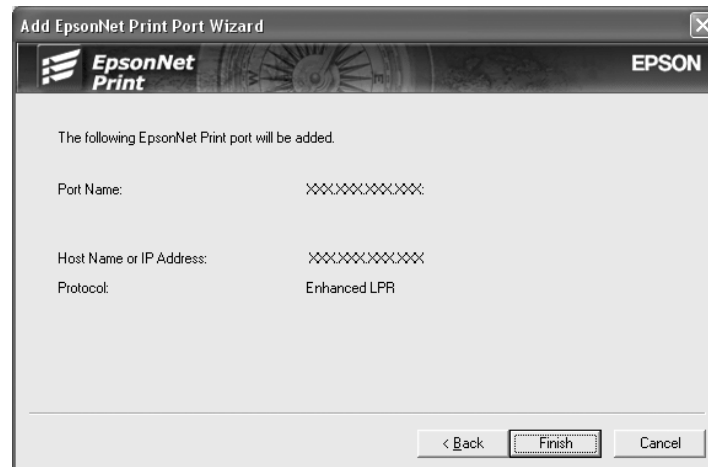 Add EpsonNet Print Port Wizard
EpsonNet
Print
EPSON
The following EpsonNet Print port will be added.
Port Name: XXX.XXX.XXX.XXX:
Host Name or IP Address: XXX.XXX.XXX.XXX
Protocol: Enhanced LPR
< Back Finish Cancel